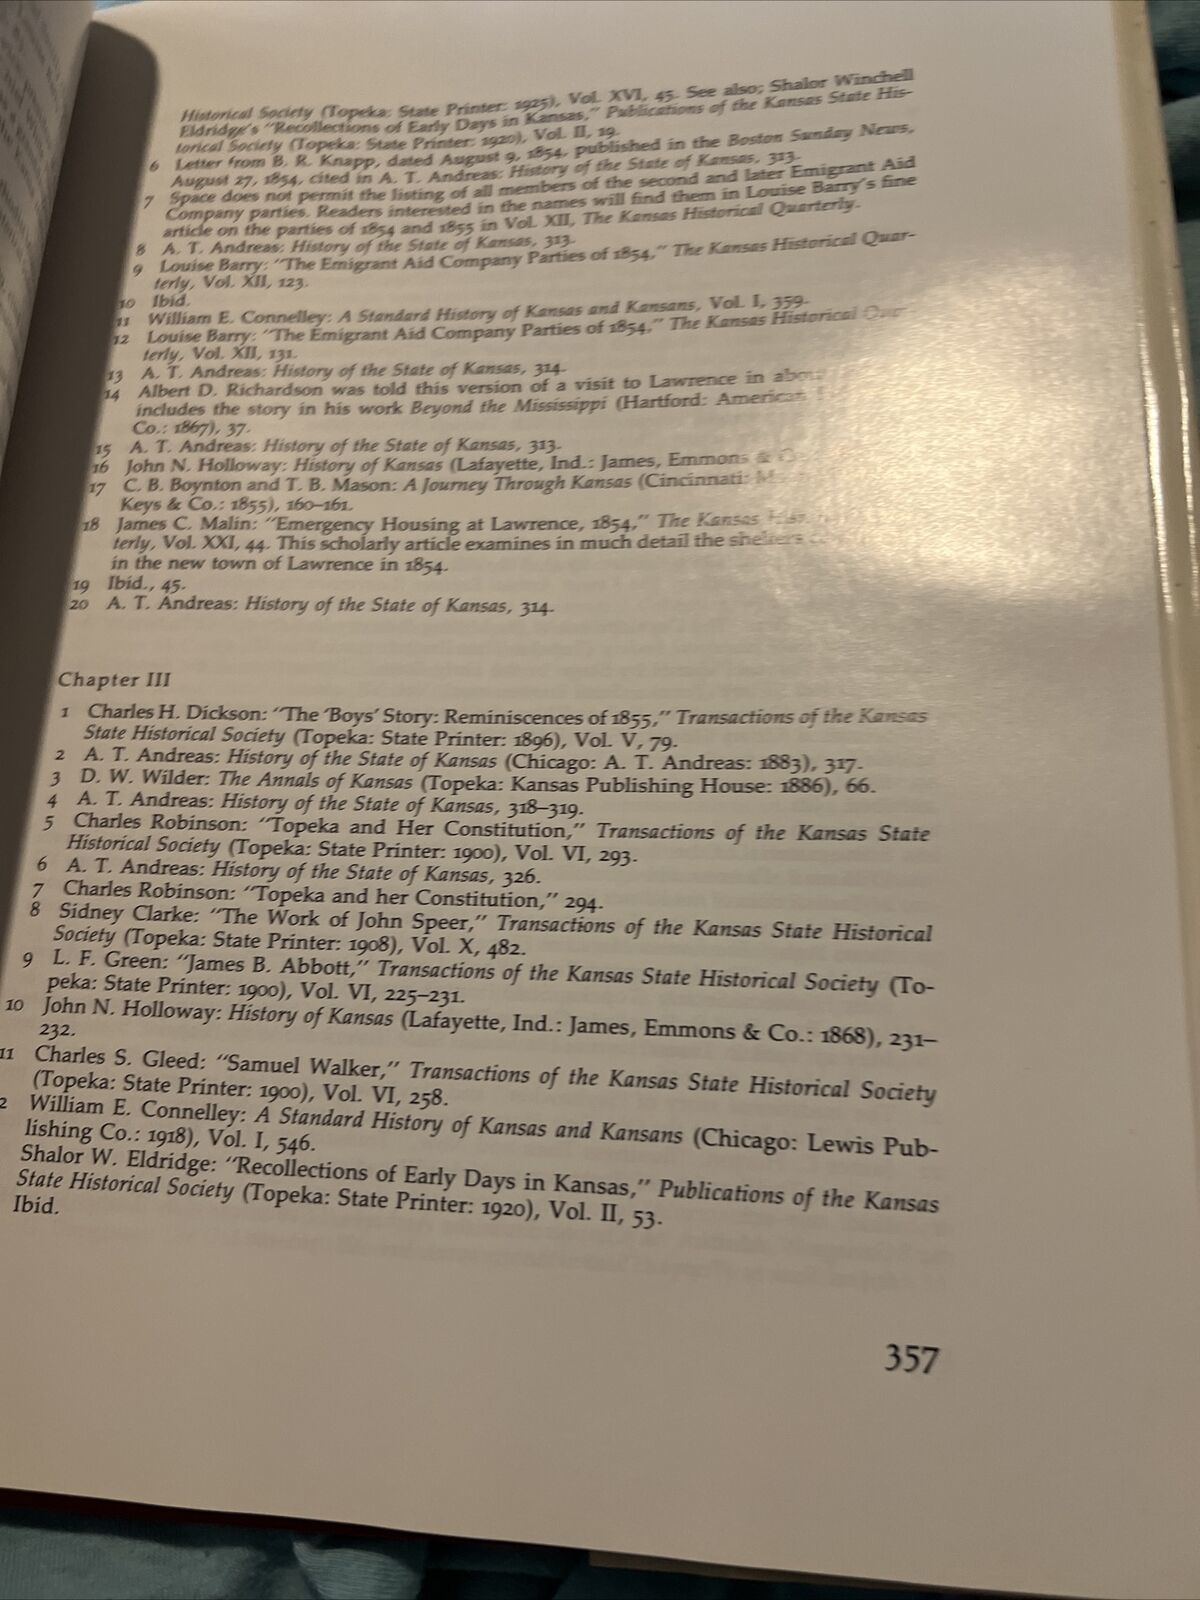 Historical Society (Topeka: State Printer: 1925), Vol. XVI, 45. See also; Shalor Winchell
Eldridge's "Recollections of Early Days in Kansas," Publications of the Kansas State His-
torical Society (Topeka: State Printer: 1920), Vol. II, 19.
6 Letter from B. R. Knapp, dated August 9, 1854, published in the Boston Sunday News,
August 27, 1854, cited in A. T. Andreas: History of the State of Kansas, 313.
7 Space does not permit the listing of all members of the second and later Emigrant Aid
Company parties. Readers interested in the names will find them in Louise Barry's fine
article on the parties of 1854 and 1855 in Vol. XII, The Kansas Historical Quarterly.
8 A. T. Andreas: History of the State of Kansas, 313.
9 Louise Barry: "The Emigrant Aid Company Parties of 1854," The Kansas Historical Quar-
terly, Vol. XII, 123.
10 Ibid.
11 William E. Connelley: A Standard History of Kansas and Kansans, Vol. I, 359.
12 Louise Barry: "The Emigrant Aid Company Parties of 1854," The Kansas Historical Quar-
terly, Vol. XII, 131.
13 A. T. Andreas: History of the State of Kansas, 314.
14 Albert D. Richardson was told this version of a visit to Lawrence in
includes the story in his work Beyond the Mississippi (Hartford: American
Co.: 1867), 37.
15 A. T. Andreas: History of the State of Kansas, 313.
16 John N. Holloway: History of Kansas (Lafayette, Ind.: James, Emmons &
17 C. B. Boynton and T. B. Mason: A Journey Through Kansas (Cincinnati:
Keys & Co.: 1855), 160–161.
18 James C. Malin: "Emergency Housing at Lawrence, 1854," The Kansas
terly, Vol. XXI, 44. This scholarly article examines in much detail the shelters
in the new town of Lawrence in 1854.
19 Ibid., 45.
20 A. T. Andreas: History of the State of Kansas, 314.
Chapter III
1 Charles H. Dickson: "The 'Boys' Story: Reminiscences of 1855," Transactions of the Kansas
State Historical Society (Topeka: State Printer: 1896), Vol. V, 79.
2 A. T. Andreas: History of the State of Kansas (Chicago: A. T. Andreas: 1883), 317.
3 D. W. Wilder: The Annals of Kansas (Topeka: Kansas Publishing House: 1886), 66.
4 A. T. Andreas: History of the State of Kansas, 318–319.
5 Charles Robinson: "Topeka and Her Constitution," Transactions of the Kansas State
Historical Society (Topeka: State Printer: 1900), Vol. VI, 293.
6 A. T. Andreas: History of the State of Kansas, 326.
7 Charles Robinson: "Topeka and her Constitution," 294.
8 Sidney Clarke: "The Work of John Speer," Transactions of the Kansas State Historical
Society (Topeka: State Printer: 1908), Vol. X, 482.
9 L. F. Green: "James B. Abbott," Transactions of the Kansas State Historical Society (To-
peka: State Printer: 1900), Vol. VI, 225–231.
10 John N. Holloway: History of Kansas (Lafayette, Ind.: James, Emmons & Co.: 1868), 231–
232.
11 Charles S. Gleed: "Samuel Walker," Transactions of the Kansas State Historical Society
(Topeka: State Printer: 1900), Vol. VI, 258.
2 William E. Connelley: A Standard History of Kansas and Kansans (Chicago: Lewis Pub-
lishing Co.: 1918), Vol. I, 546.
Shalor W. Eldridge: "Recollections of Early Days in Kansas," Publications of the Kansas
State Historical Society (Topeka: State Printer: 1920), Vol. II, 53.
Ibid.
357